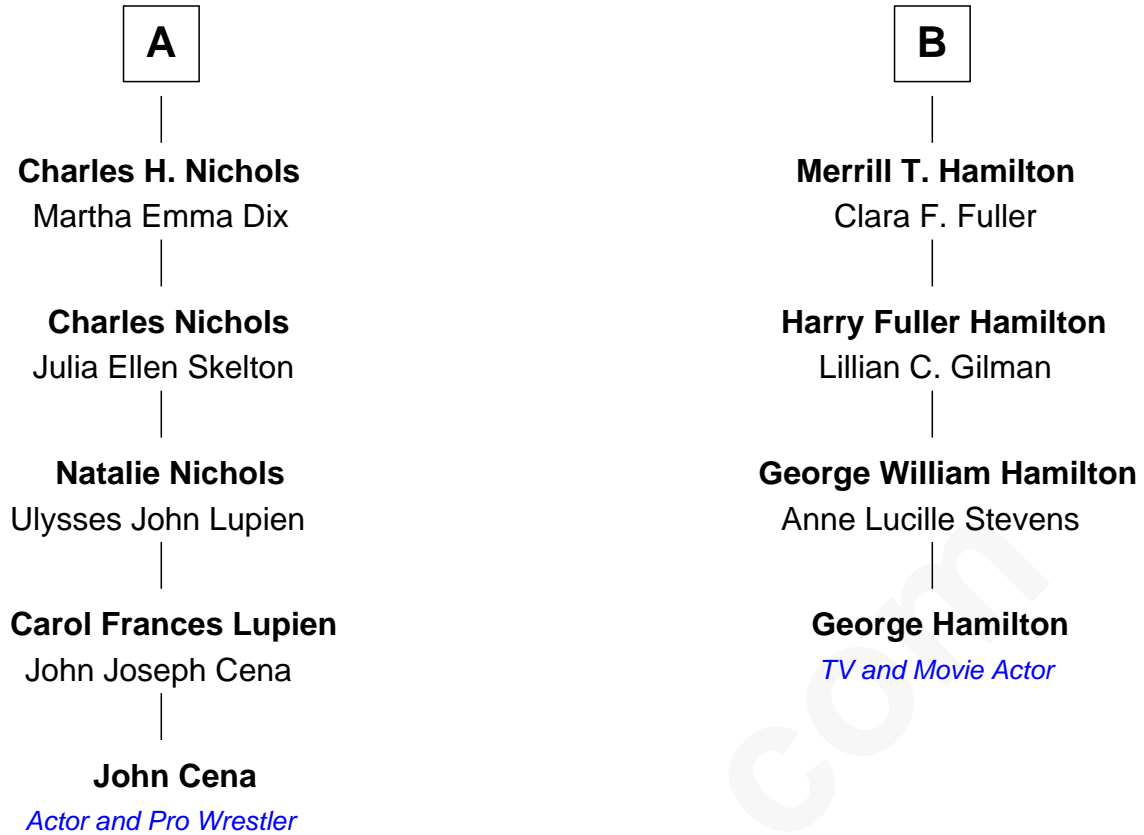 A
Charles H. Nichols
Martha Emma Dix
Charles Nichols
Julia Ellen Skelton
Natalie Nichols
Ulysses John Lupien
Carol Frances Lupien
John Joseph Cena
John Cena
Actor and Pro Wrestler
B
Merrill T. Hamilton
Clara F. Fuller
Harry Fuller Hamilton
Lillian C. Gilman
George William Hamilton
Anne Lucille Stevens
George Hamilton
TV and Movie Actor
com